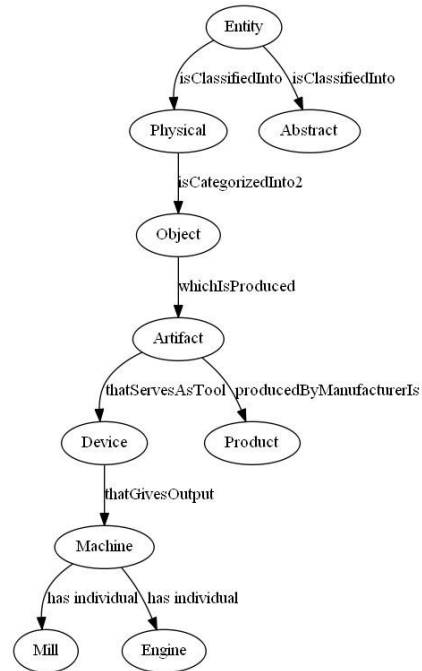 Entity
isClassifiedInto isClassifiedInto
Physical Abstract
isCategorizedInto2
Object
whichIsProduced
Artifact
thatServesAsTool producedByManufacturerIs
Device Product
thatGivesOutput
Machine
has individual has individual
Mill Engine